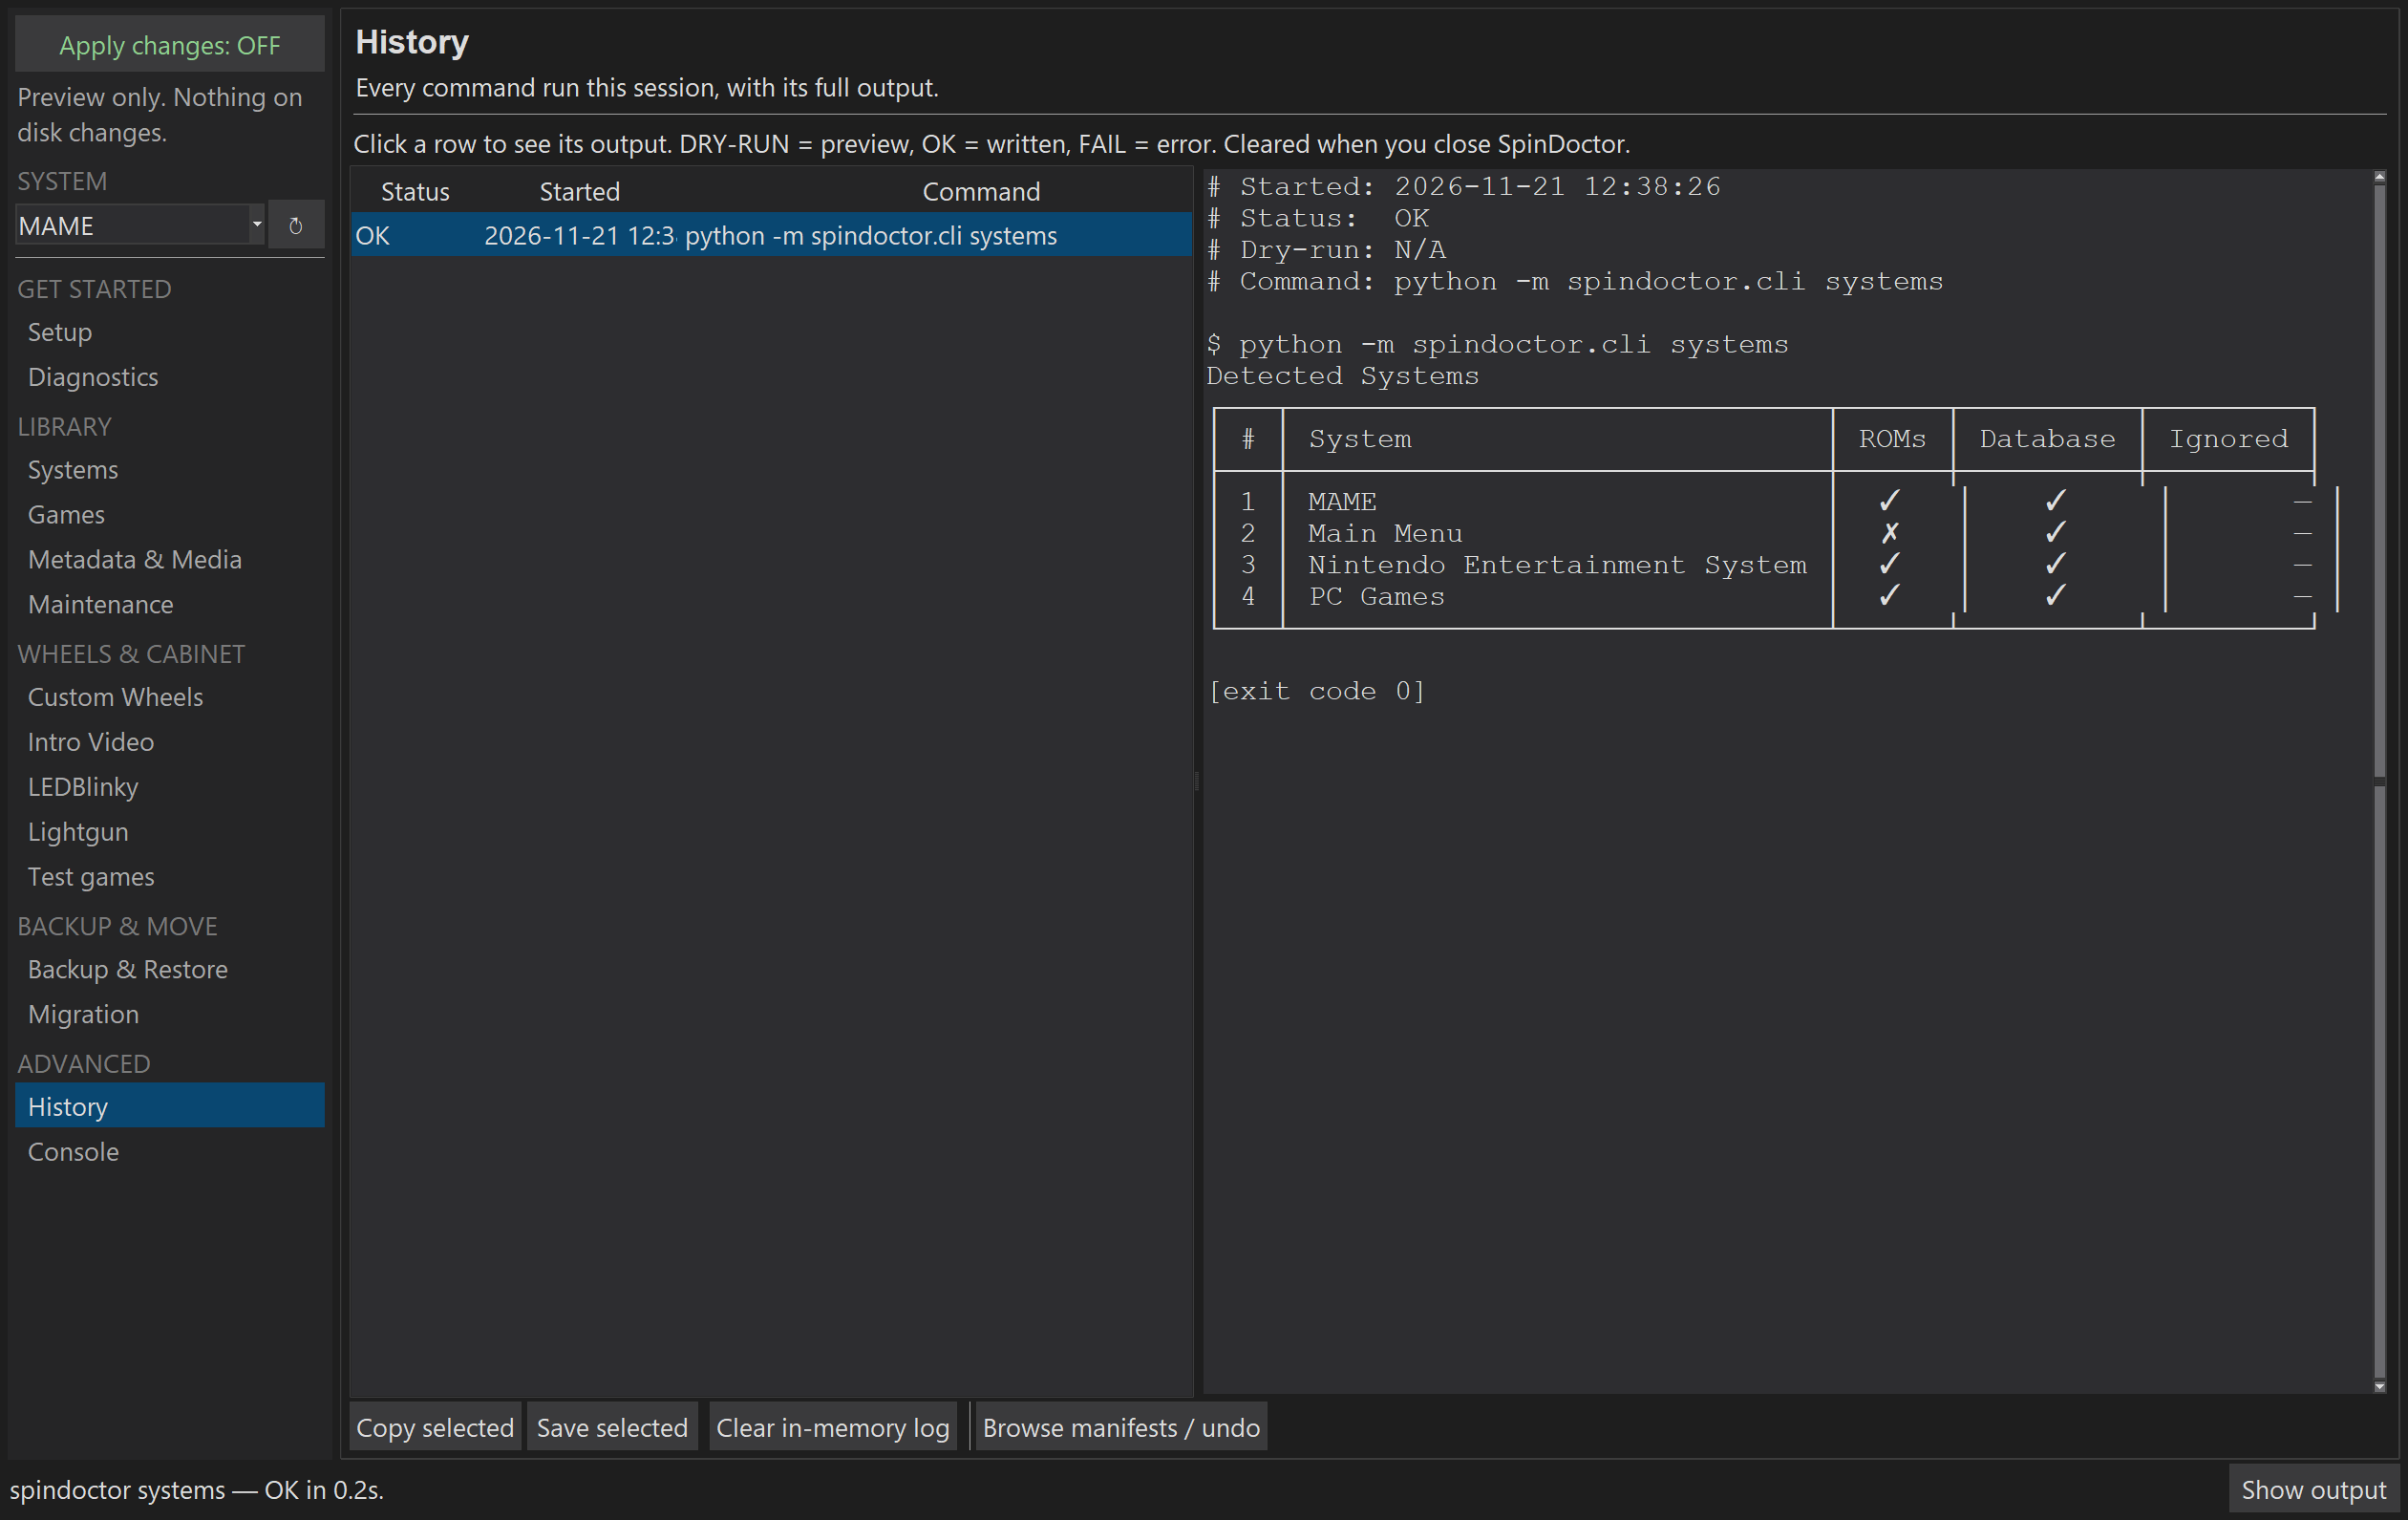 Apply changes: OFF
Preview only. Nothing on
disk changes.
SYSTEM
MAME
GET STARTED
Setup
Diagnostics
LIBRARY
Systems
Games
Metadata & Media
Maintenance
WHEELS & CABINET
Custom Wheels
Intro Video
LEDBlinky
Lightgun
Test games
BACKUP & MOVE
Backup & Restore
Migration
ADVANCED
History
Console
History
Every command run this session, with its full output.
Click a row to see its output. DRY-RUN = preview, OK = written, FAIL = error. Cleared when you close SpinDoctor.
Status Started Command
OK 2026-11-21 12:3 python -m spindoctor.cli systems
# Started: 2026-11-21 12:38:26
# Status: OK
# Dry-run: N/A
# Command: python -m spindoctor.cli systems
$ python -m spindoctor.cli systems
Detected Systems
# System ROMs Database Ignored
1 MAME ✓ ✓ —
2 Main Menu ✗ ✓ —
3 Nintendo Entertainment System ✓ ✓ —
4 PC Games ✓ ✓ —
[exit code 0]
Copy selected Save selected Clear in-memory log Browse manifests / undo
spindoctor systems — OK in 0.2s.
Show output